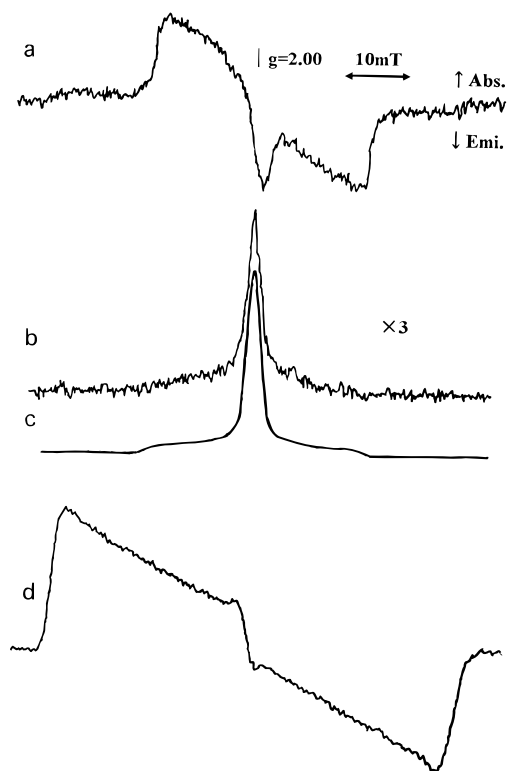 a
g=2.00
10mT
↑ Abs.
↓ Emi.
b
×3
c
d